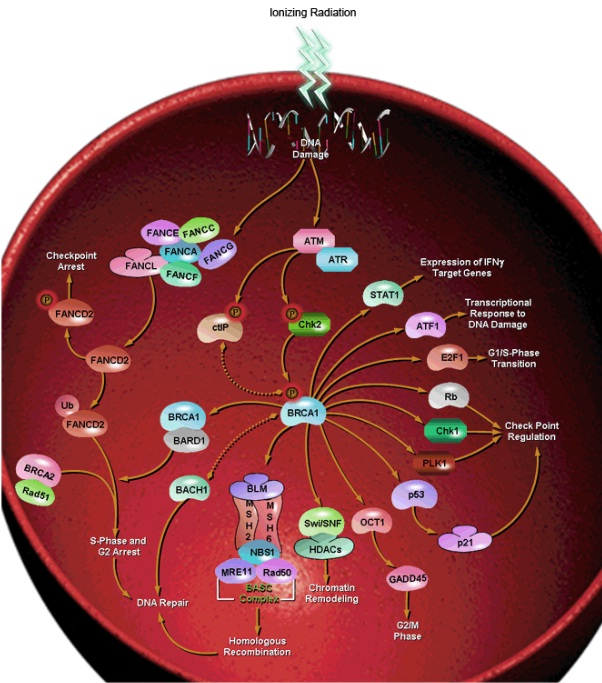 Ionizing Radiation
DNA
Damage
FANCE
FANCC
FANCA
FANCG
FANCL
FANCF
ATM
ATR
Checkpoint
Arrest
Expression of IFNγ
Target Genes
STAT1
P
FANCD2
P
ctIP
P
Chk2
ATF1
Transcriptional
Response to
DNA Damage
FANCD2
E2F1
G1/S-Phase
Transition
P
BRCA1
Rb
Ub
FANCD2
BRCA1
BARD1
Chk1
Check Point
Regulation
PLK1
BRCA2
Rad51
BACH1
BLM
p53
MSH2
MSH6
Swi/SNF
HDACs
OCT1
p21
S-Phase and
G2 Arrest
NBS1
MRE11
Rad50
BASC
Complex
Chromatin
Remodeling
GADD45
DNA Repair
G2/M
Phase
Homologous
Recombination